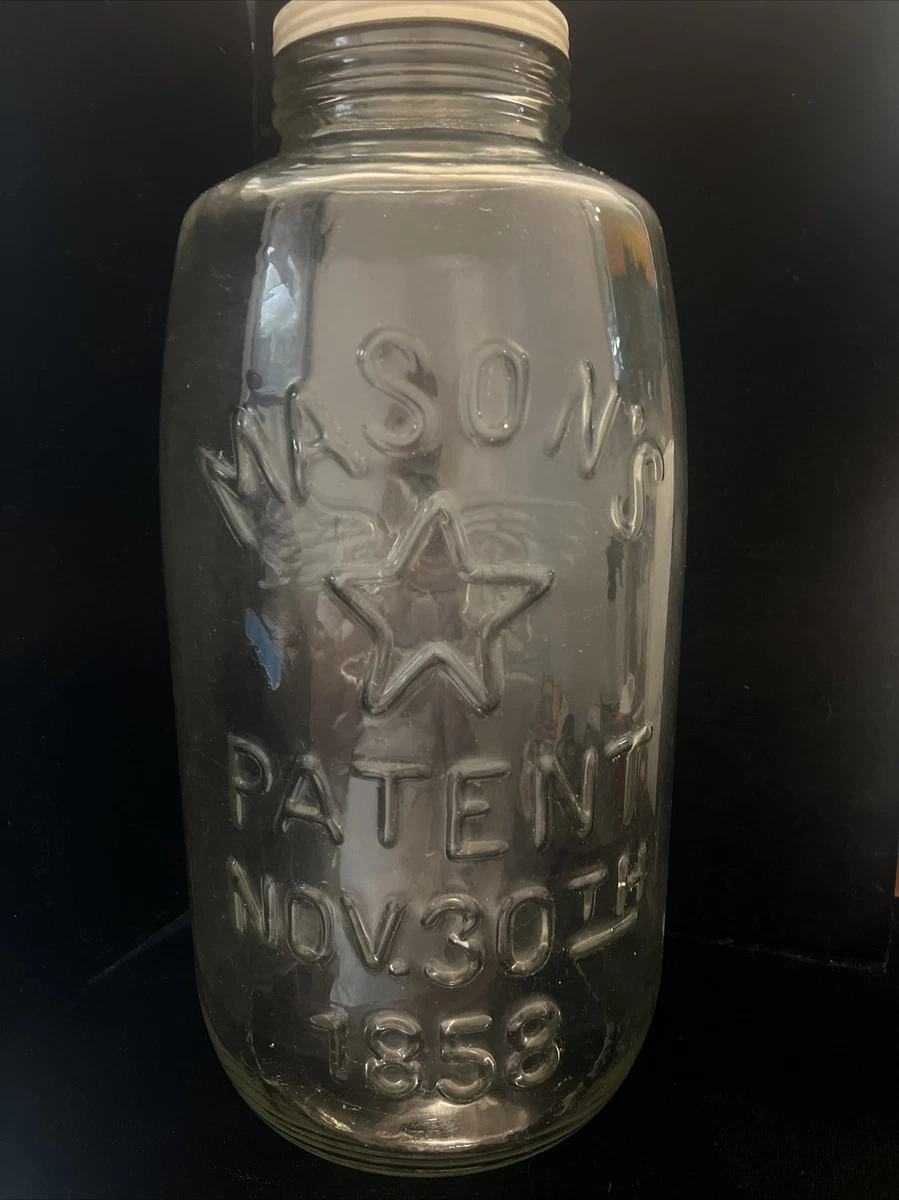 MASON'S
PATENT
NOV. 30TH
1858